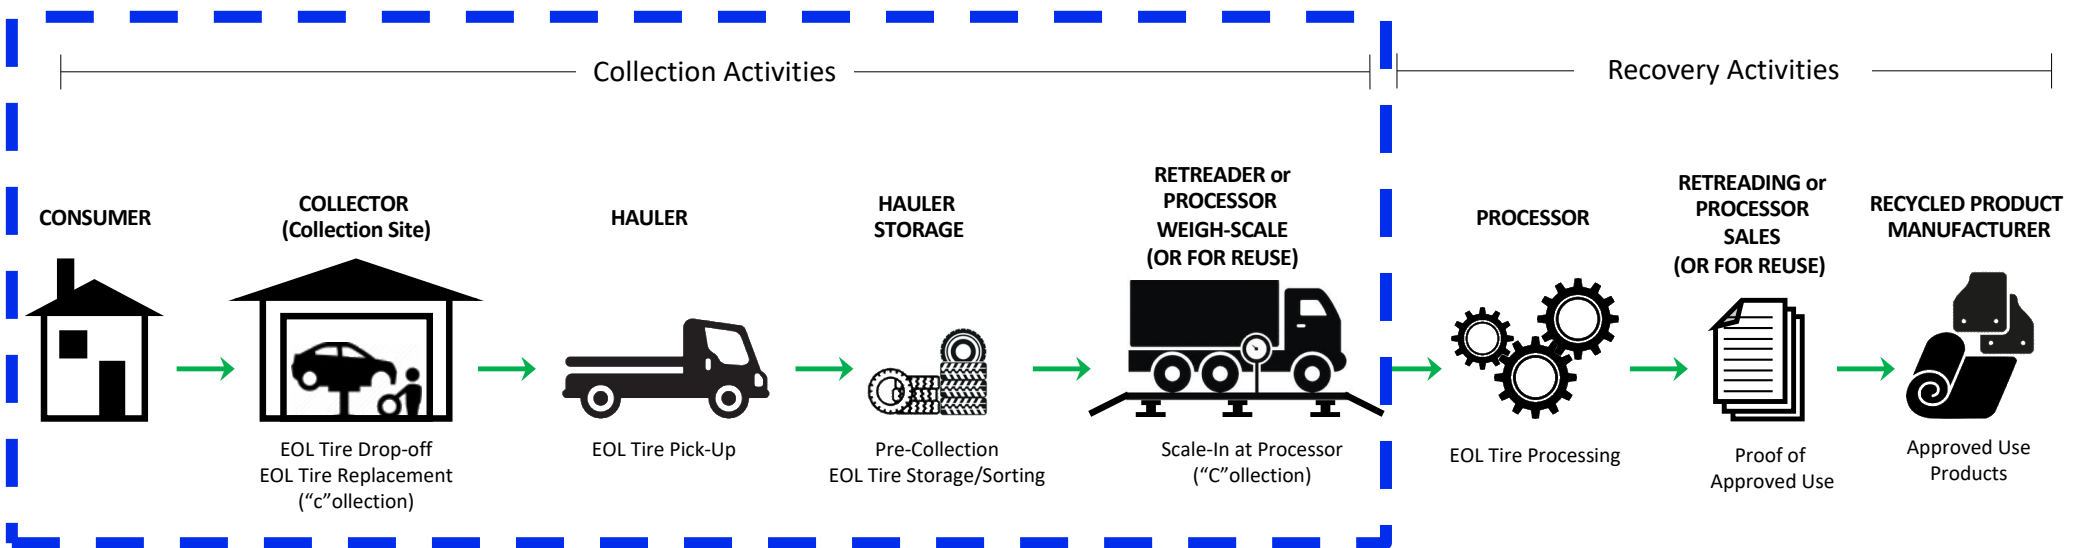 Collection Activities
Recovery Activities
CONSUMER
COLLECTOR
(Collection Site)
HAULER
HAULER
STORAGE
RETREADER or
PROCESSOR
WEIGH-SCALE
(OR FOR REUSE)
PROCESSOR
RETREADING or
PROCESSOR
SALES
(OR FOR REUSE)
RECYCLED PRODUCT
MANUFACTURER
EOL Tire Drop-off
EOL Tire Replacement
(“c”ollection)
EOL Tire Pick-Up
Pre-Collection
EOL Tire Storage/Sorting
Scale-In at Processor
(“C”ollection)
EOL Tire Processing
Proof of
Approved Use
Approved Use
Products